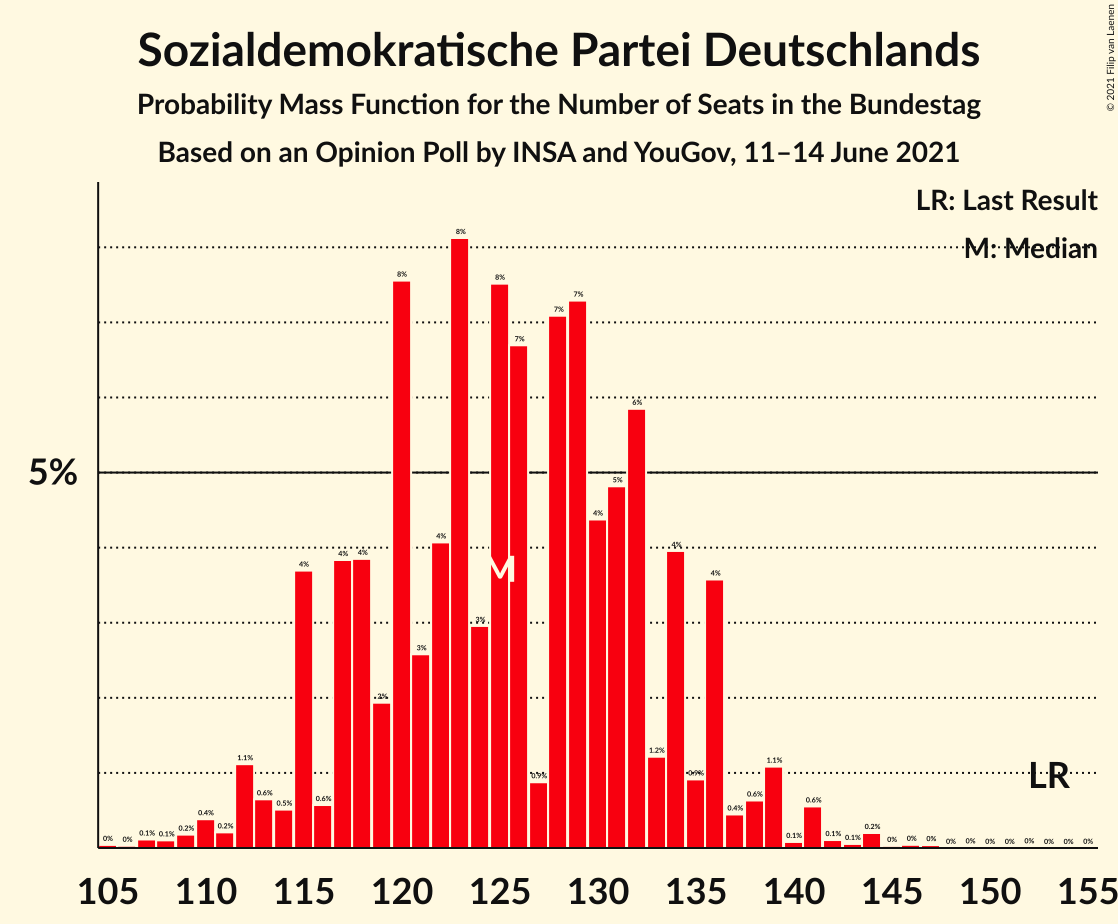 Sozialdemokratische Partei Deutschlands
Probability Mass Function for the Number of Seats in the Bundestag
Based on an Opinion Poll by INSA and YouGov, 11–14 June 2021
© 2021 Filip van Laenen
LR: Last Result
M: Median
5%
0% 0% 0.1% 0.1% 0.2% 0.4% 0.2% 1.1% 0.6% 0.5% 4% 0.6% 4% 4% 2% 8% 3% 4% 8% 3% 8% 7% 0.9% 7% 7% 4% 5% 6% 1.2% 4% 0.9% 4% 0.4% 0.6% 1.1% 0.1% 0.6% 0.1% 0.1% 0.2% 0% 0% 0% 0% 0% 0% 0% 0% 0% 0% 0%
M
LR
105 110 115 120 125 130 135 140 145 150 155